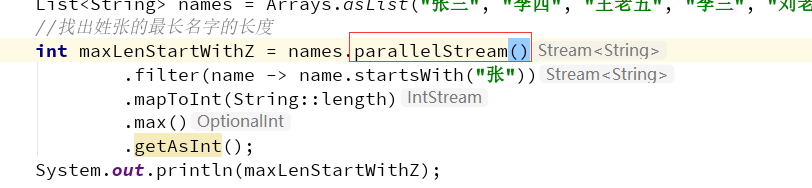 List<String> names = Arrays.asList("张三", "李四", "王老五", "李三", "刘老
//找出姓张的最长名字的长度
int maxLenStartWithZ = names.parallelStream() Stream<String>
.filter(name -> name.startsWith("张")) Stream<String>
.mapToInt(String::length) IntStream
.max() OptionalInt
.getAsInt();
System.out.println(maxLenStartWithZ);